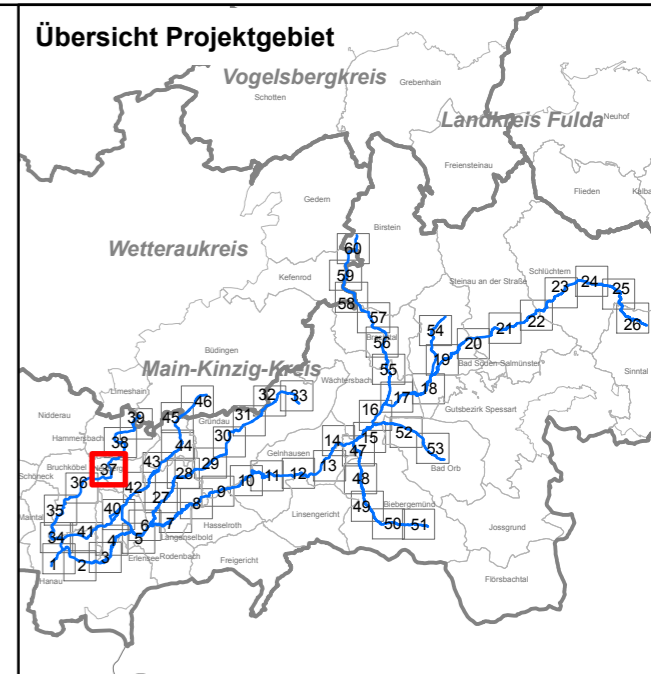 Übersicht Projektgebiet
Vogelsbergkreis
Grebenhain
Schotten
Landkreis Fulda
Neuhof
Freiensteinau
Flieden
Gedern
Birstein
Wetteraukreis
60
Kefenrod
59
Steinau an der Straße
Schlüchtern
23
24
25
58
57
54
22
26
21
56
20
Büdingen
Main-Kinzig-Kreis
19
Bad Soden-Salmünster
Sinntal
Limeshain
46
32
33
Wächtersbach
55
18
17
Nidderau
39
45
31
Gründau
16
Gutsbezirk Spessart
Hammersbach
38
30
44
14
15
52
Gelnhausen
47
53
Bruchköbel
37
43
29
13
Bad Orb
Schöneck
36
42
28
10
11
12
48
9
27
Linsengericht
35
40
8
Hasselroth
49
Biebergemünd
Maintal
41
6
7
50
51
34
4
5
Langenselbold
Jossgrund
Erlensee
Rodenbach
Freigericht
1
2
3
Hanau
Flörsbachtal